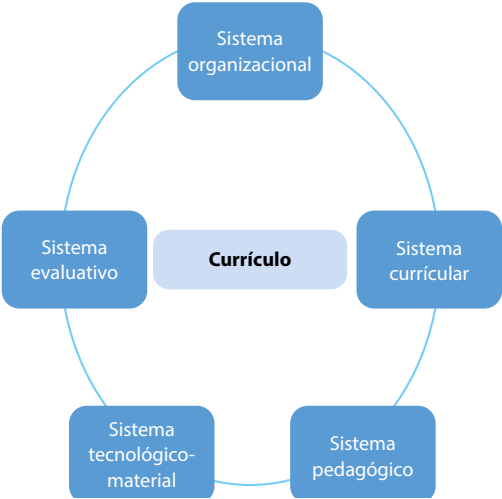 Sistema
organizacional
Sistema
evaluativo
Currículo
Sistema
currícular
Sistema
tecnológico-
material
Sistema
pedagógico